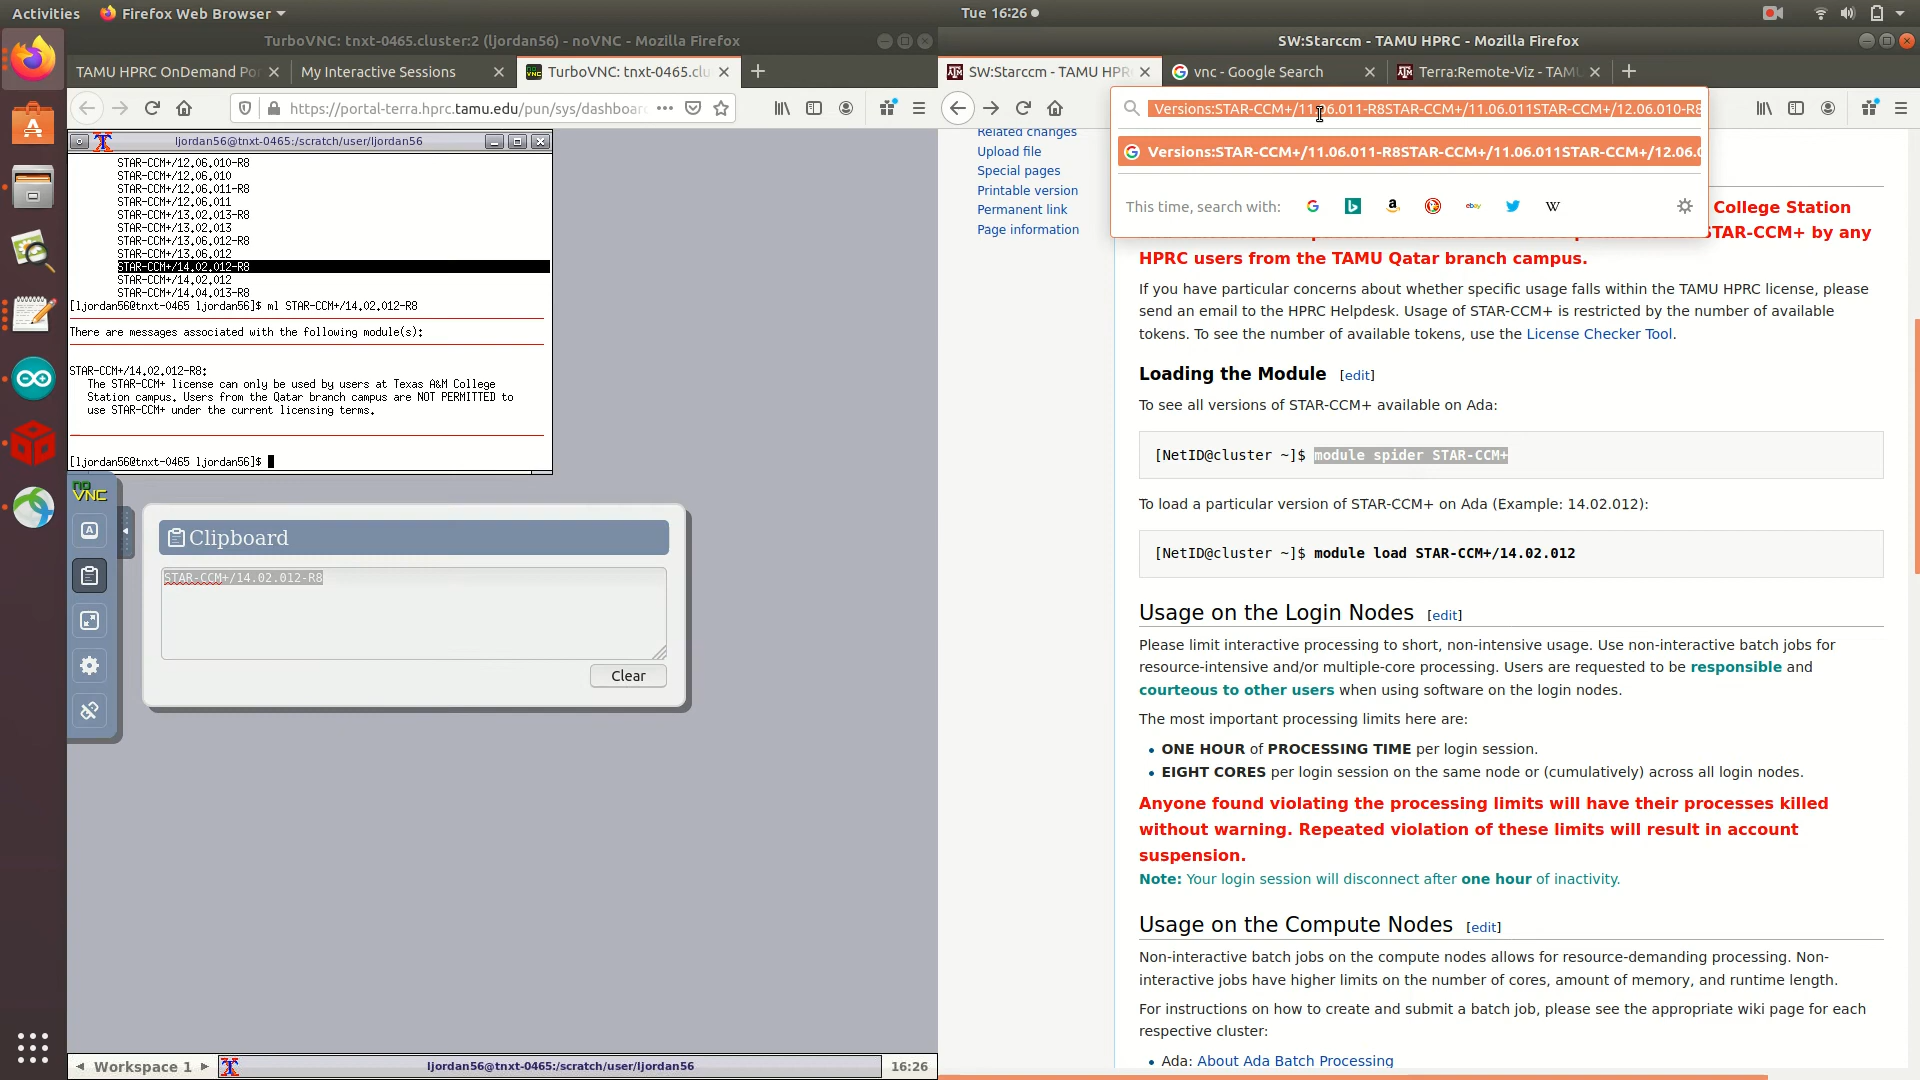 Activities
Firefox Web Browser
Tue 16:26
TurboVNC: tnxt-0465.cluster:2 (ljordan56) - noVNC - Mozilla Firefox
TAMU HPRC OnDemand Po
My Interactive Sessions
TurboVNC: tnxt-0465.clu
https://portal-terra.hprc.tamu.edu/pun/sys/dashboar
ljordan56@tnxt-0465:/scratch/user/ljordan56
STAR-CCM+/12.06.010-R8
STAR-CCM+/12.06.010
STAR-CCM+/12.06.011-R8
STAR-CCM+/12.06.011
STAR-CCM+/13.02.013-R8
STAR-CCM+/13.02.013
STAR-CCM+/13.06.012-R8
STAR-CCM+/13.06.012
STAR-CCM+/14.02.012-R8
STAR-CCM+/14.02.012
STAR-CCM+/14.04.013-R8
[ljordan56@tnxt-0465 ljordan56]$ ml STAR-CCM+/14.02.012-R8
There are messages associated with the following module(s):
STAR-CCM+/14.02.012-R8:
The STAR-CCM+ license can only be used by users at Texas A&M College
Station campus. Users from the Qatar branch campus are NOT PERMITTED to
use STAR-CCM+ under the current licensing terms.
[ljordan56@tnxt-0465 ljordan56]$
no
VNC
A
Clipboard
STAR-CCM+/14.02.012-R8
Clear
Workspace 1
ljordan56@tnxt-0465:/scratch/user/ljordan56
16:26
SW:Starccm - TAMU HPRC - Mozilla Firefox
SW:Starccm - TAMU HPR
vnc - Google Search
Terra:Remote-Viz - TAMU
Versions:STAR-CCM+/11.06.011-R8STAR-CCM+/11.06.011STAR-CCM+/12.06.010-R8
Versions:STAR-CCM+/11.06.011-R8STAR-CCM+/11.06.011STAR-CCM+/12.06.0
This time, search with:
Related changes
Upload file
Special pages
Printable version
Permanent link
Page information
College Station
STAR-CCM+ by any
HPRC users from the TAMU Qatar branch campus.
If you have particular concerns about whether specific usage falls within the TAMU HPRC license, please
send an email to the HPRC Helpdesk. Usage of STAR-CCM+ is restricted by the number of available
tokens. To see the number of available tokens, use the License Checker Tool.
Loading the Module [edit]
To see all versions of STAR-CCM+ available on Ada:
[NetID@cluster ~]$ module spider STAR-CCM+
To load a particular version of STAR-CCM+ on Ada (Example: 14.02.012):
[NetID@cluster ~]$ module load STAR-CCM+/14.02.012
Usage on the Login Nodes [edit]
Please limit interactive processing to short, non-intensive usage. Use non-interactive batch jobs for
resource-intensive and/or multiple-core processing. Users are requested to be responsible and
courteous to other users when using software on the login nodes.
The most important processing limits here are:
ONE HOUR of PROCESSING TIME per login session.
EIGHT CORES per login session on the same node or (cumulatively) across all login nodes.
Anyone found violating the processing limits will have their processes killed
without warning. Repeated violation of these limits will result in account
suspension.
Note: Your login session will disconnect after one hour of inactivity.
Usage on the Compute Nodes [edit]
Non-interactive batch jobs on the compute nodes allows for resource-demanding processing. Non-
interactive jobs have higher limits on the number of cores, amount of memory, and runtime length.
For instructions on how to create and submit a batch job, please see the appropriate wiki page for each
respective cluster:
Ada: About Ada Batch Processing